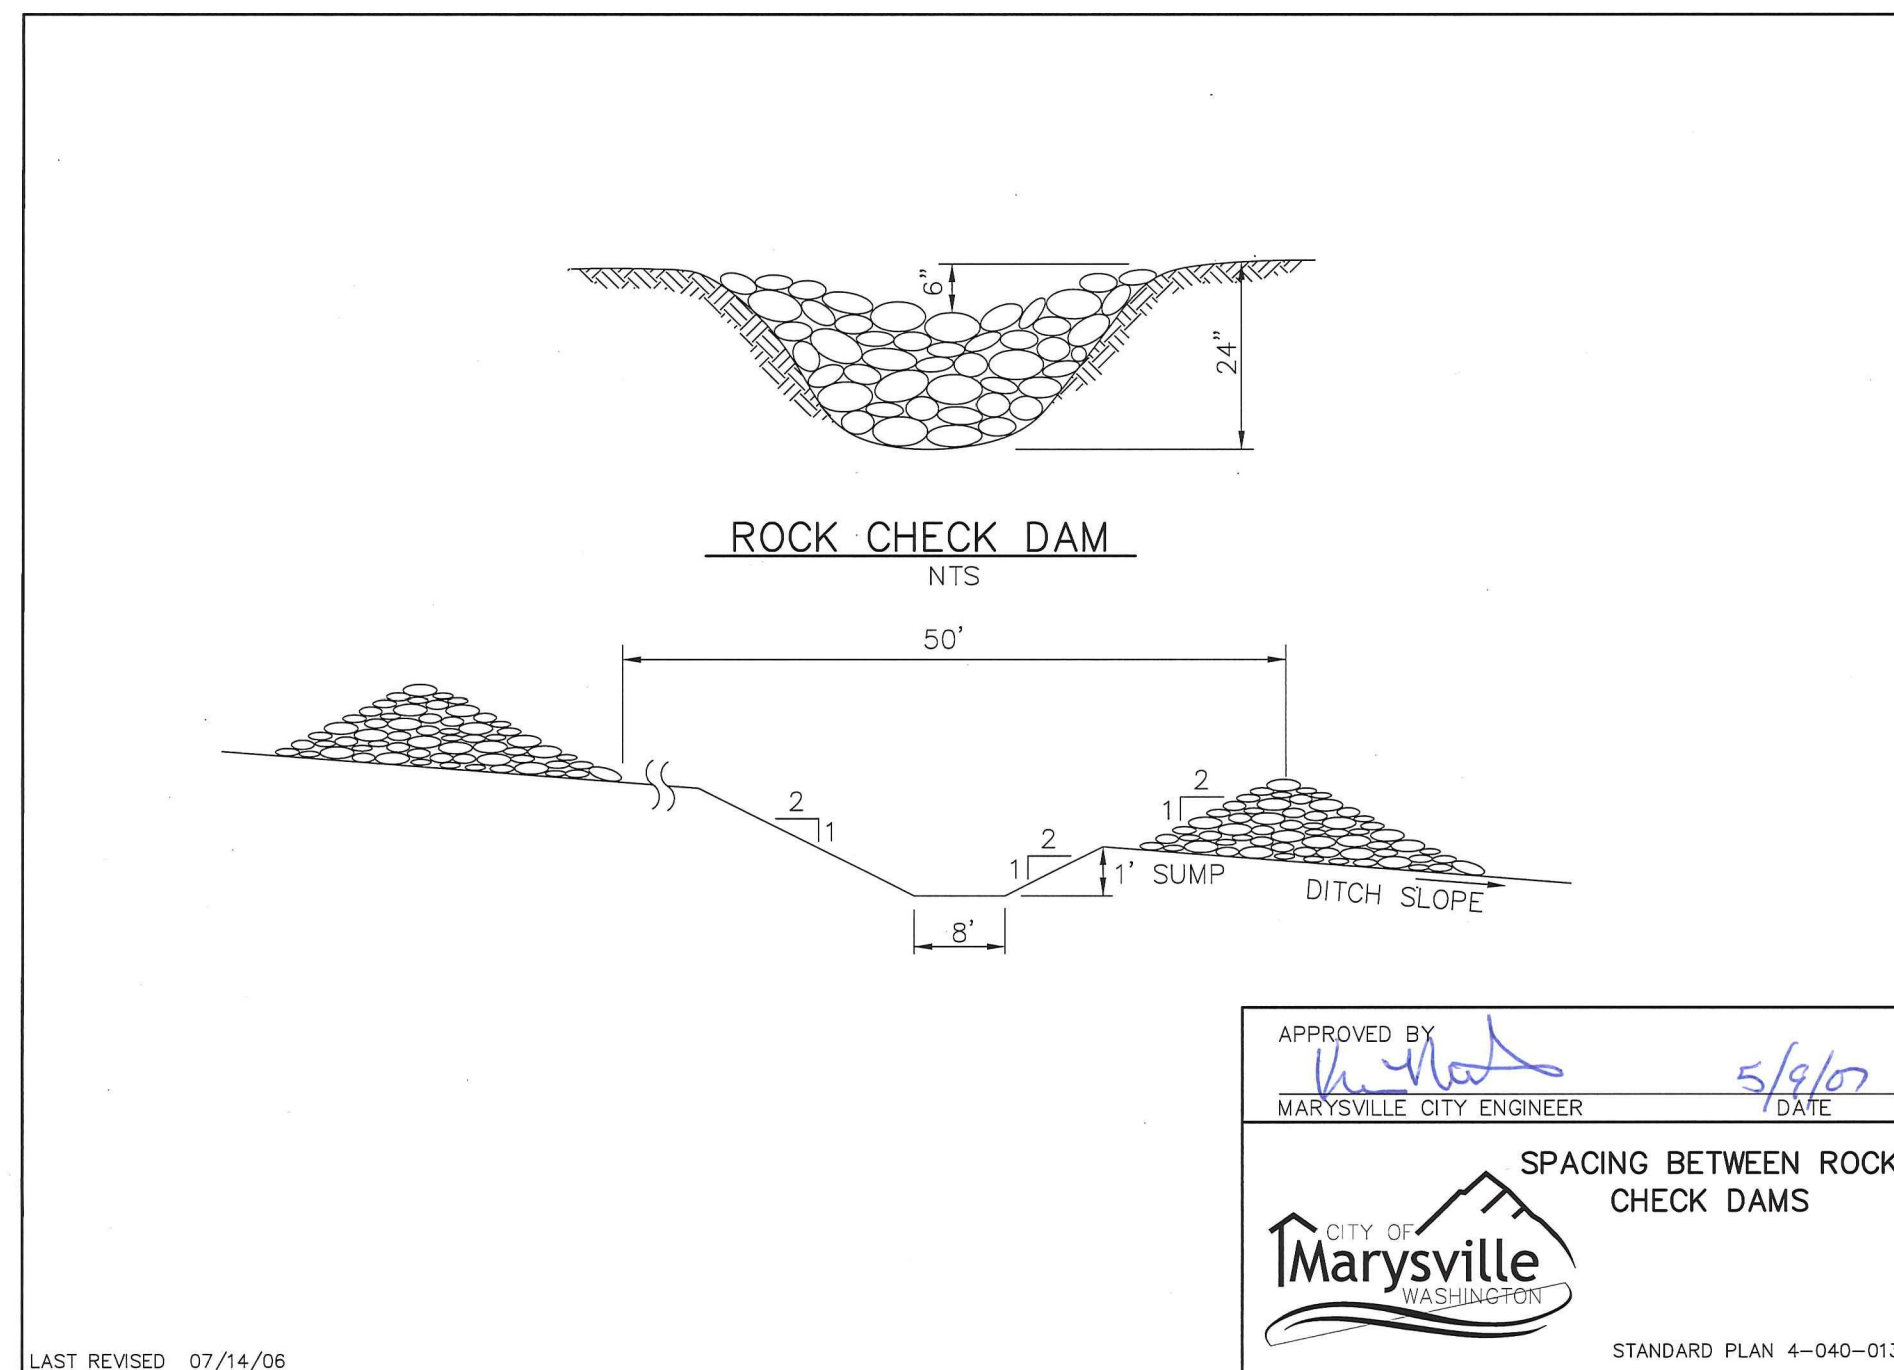 6"
24"
ROCK CHECK DAM
NTS
50'
2
1
2
1
2
1
1' SUMP
DITCH SLOPE
8'
APPROVED BY
5/9/07
MARYSVILLE CITY ENGINEER
DATE
SPACING BETWEEN ROCK
CHECK DAMS
CITY OF
Marysville
WASHINGTON
STANDARD PLAN 4-040-013
LAST REVISED 07/14/06